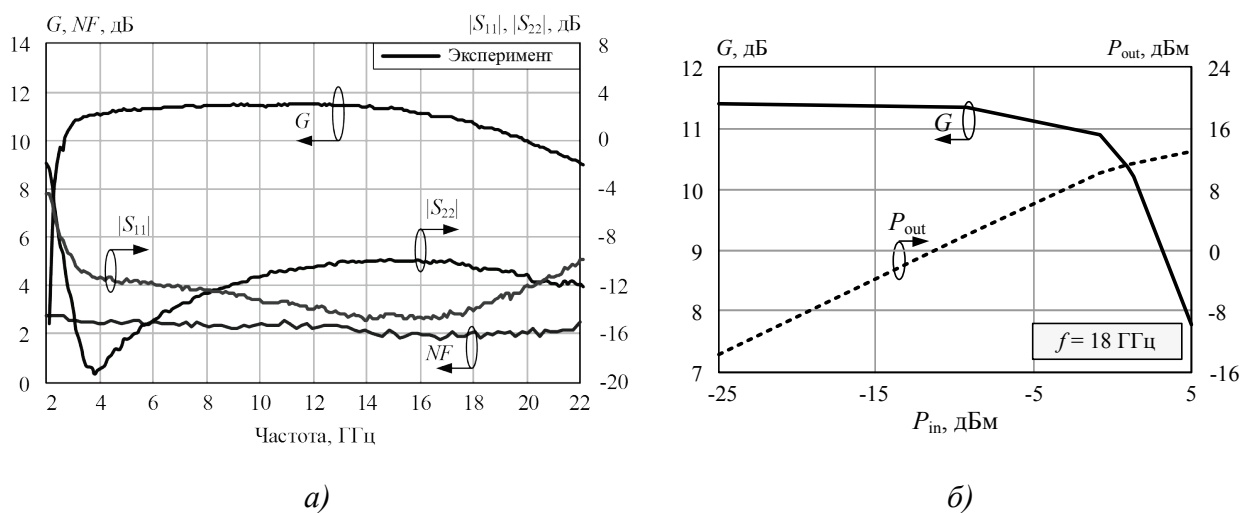 G, NF, дБ
|S11|, |S22|, дБ
14
12
10
8
6
4
2
0
8
4
0
-4
-8
-12
-16
-20
Эксперимент
G
|S11|
|S22|
NF
2 4 6 8 10 12 14 16 18 20 22
Частота, ГГц
а)
G, дБ
Pout, дБм
12
11
10
9
8
7
24
16
8
0
-8
-16
G
Pout
f = 18 ГГц
-25 -15 -5 5
Pin, дБм
б)